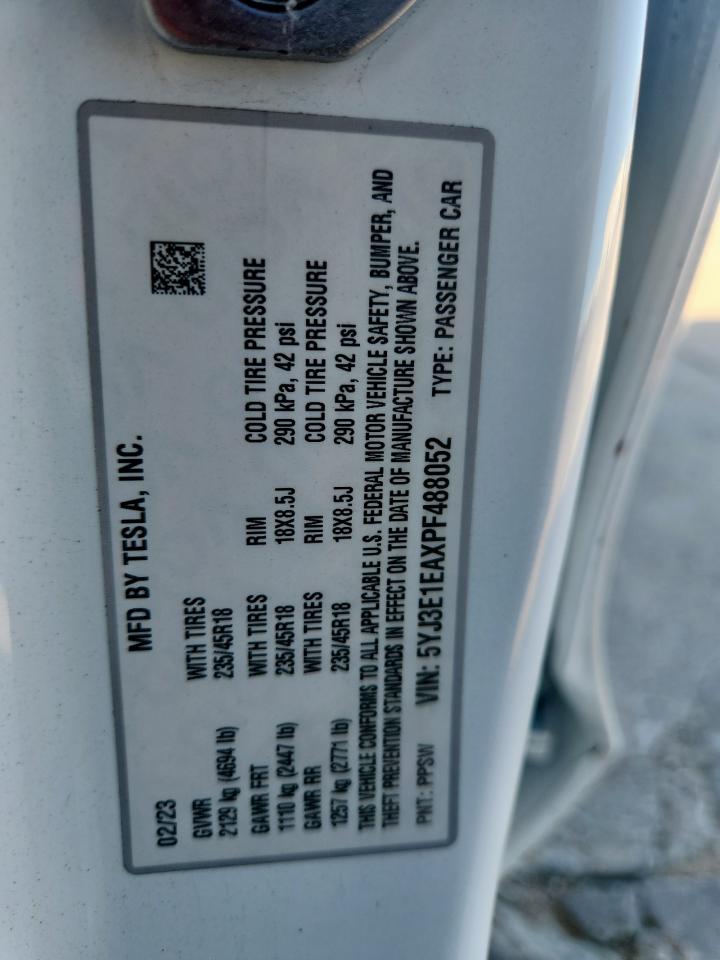 MFD BY TESLA, INC.
02/23
GVWR WITH TIRES
2129 kg (4694 lb) 235/45R18
GAWR FRT WITH TIRES RIM COLD TIRE PRESSURE
1110 kg (2447 lb) 235/45R18 18X8.5J 290 kPa, 42 psi
GAWR RR WITH TIRES RIM COLD TIRE PRESSURE
1257 kg (2771 lb) 235/45R18 18X8.5J 290 kPa, 42 psi
THIS VEHICLE CONFORMS TO ALL APPLICABLE U.S. FEDERAL MOTOR VEHICLE SAFETY, BUMPER, AND
THEFT PREVENTION STANDARDS IN EFFECT ON THE DATE OF MANUFACTURE SHOWN ABOVE.
PNT: PPSW VIN: 5YJ3E1EAXPF488052 TYPE: PASSENGER CAR